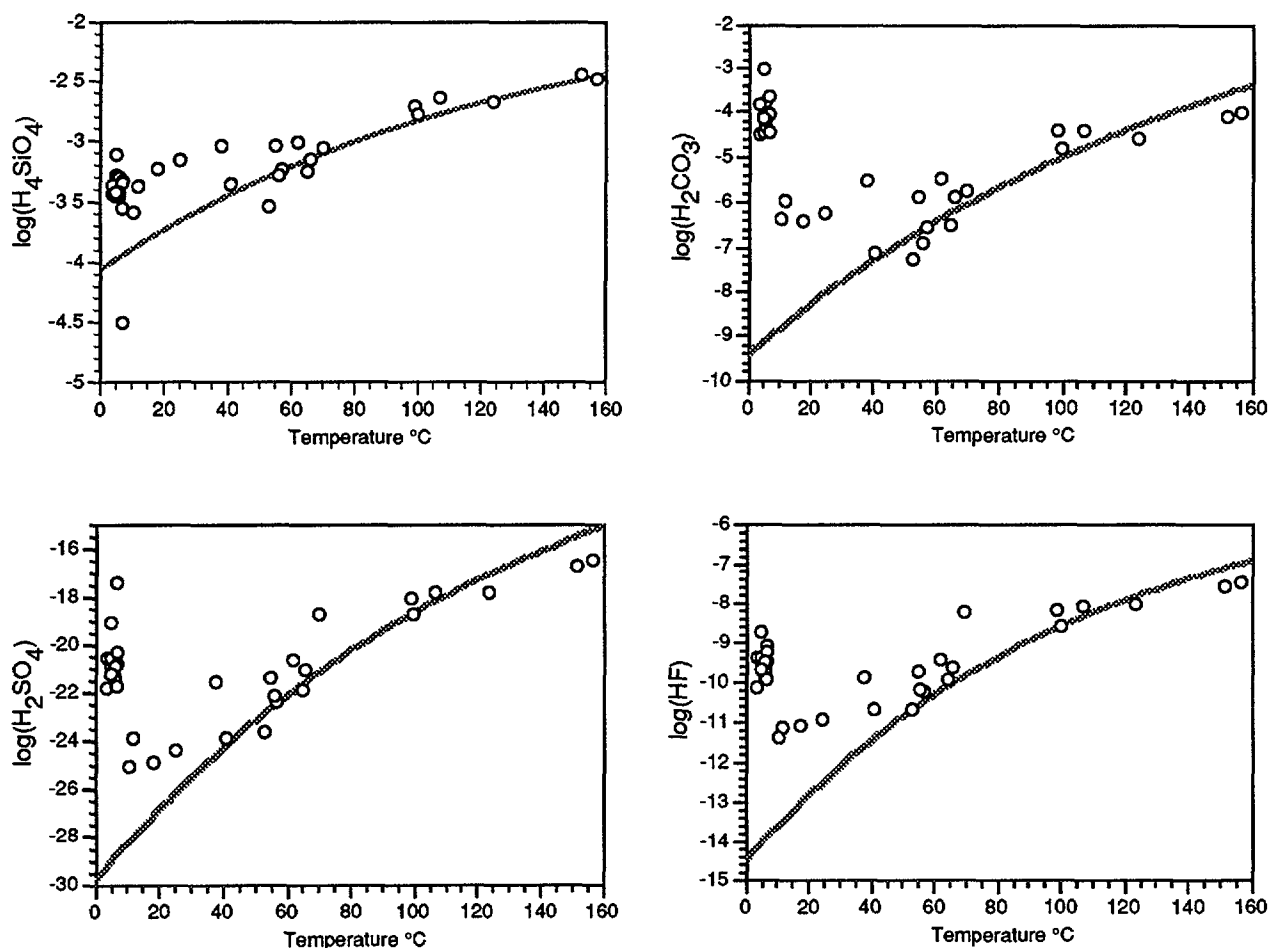 log(H4SiO4)
-2
-2.5
-3
-3.5
-4
-4.5
-5
0 20 40 60 80 100 120 140 160
Temperature °C
log(H2CO3)
-2
-3
-4
-5
-6
-7
-8
-9
-10
0 20 40 60 80 100 120 140 160
Temperature °C
log(H2SO4)
-16
-18
-20
-22
-24
-26
-28
-30
0 20 40 60 80 100 120 140 160
Temperature °C
log(HF)
-6
-7
-8
-9
-10
-11
-12
-13
-14
-15
0 20 40 60 80 100 120 140 160
Temperature °C